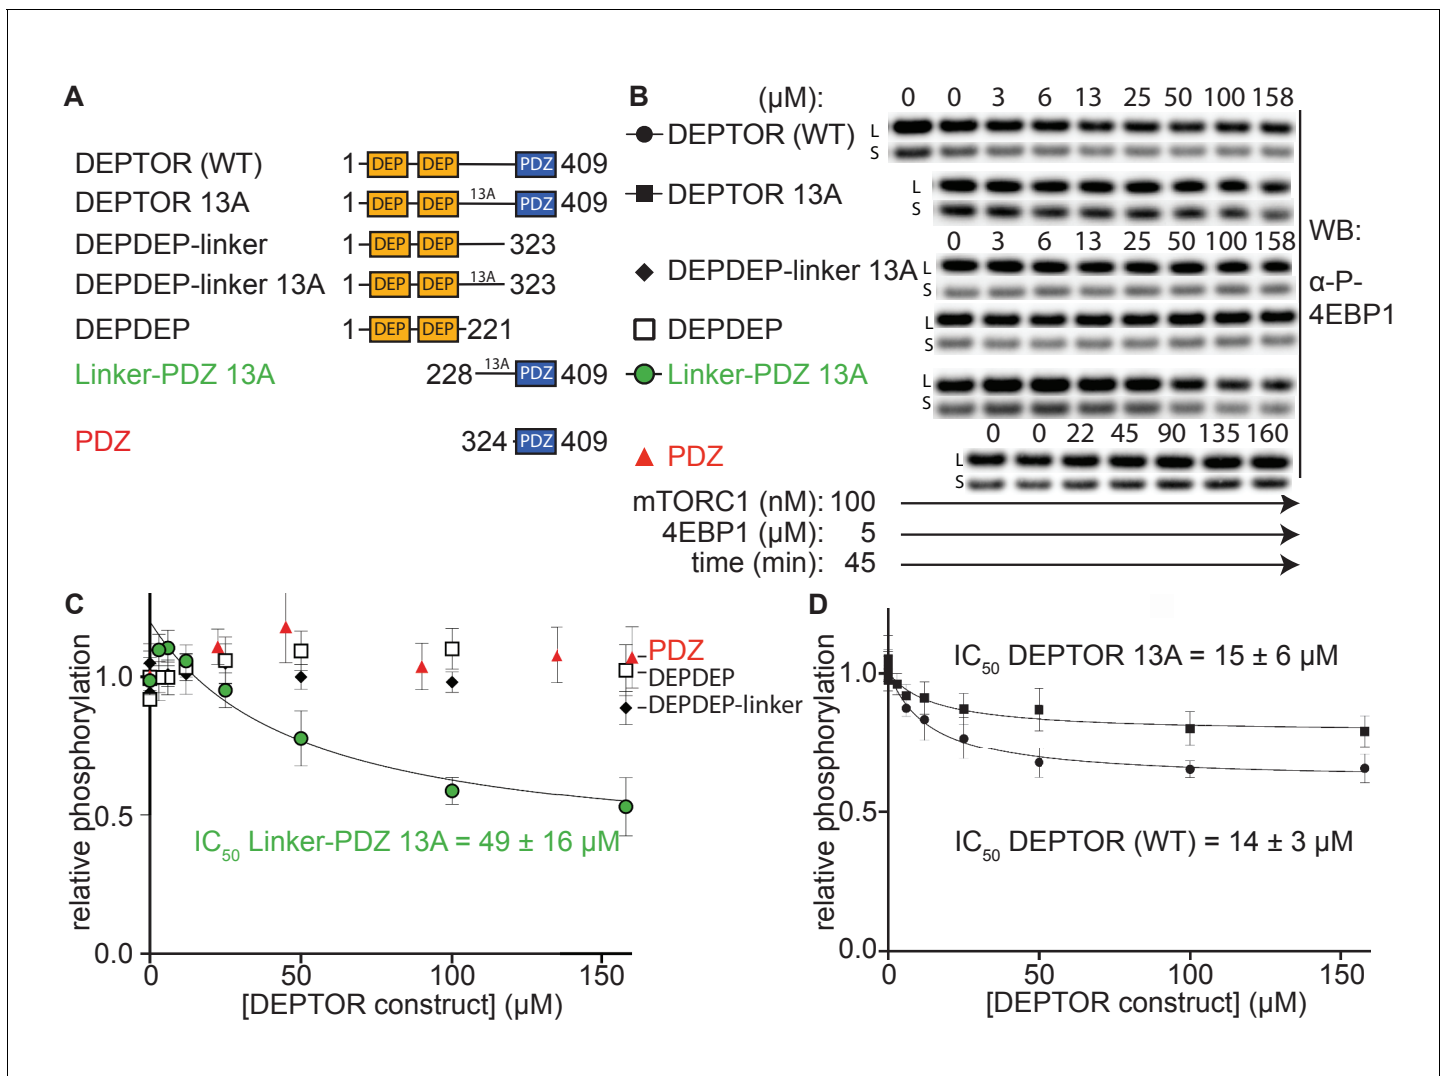 A
DEPTOR (WT) 1 DEP DEP PDZ 409
DEPTOR 13A 1 DEP DEP 13A PDZ 409
DEPDEP-linker 1 DEP DEP 323
DEPDEP-linker 13A 1 DEP DEP 13A 323
DEPDEP 1 DEP DEP 221
Linker-PDZ 13A 228 13A PDZ 409
PDZ 324 PDZ 409
B
(µM): 0 0 3 6 13 25 50 100 158
DEPTOR (WT) L
S
DEPTOR 13A L
S
0 3 6 13 25 50 100 158
DEPDEP-linker 13A L
S
DEPDEP L
S
Linker-PDZ 13A L
S
0 0 22 45 90 135 160
PDZ L
S
WB:
α-P-
4EBP1
mTORC1 (nM): 100
4EBP1 (µM): 5
time (min): 45
C
relative phosphorylation
1.0
0.5
0.0
0 50 100 150
[DEPTOR construct] (µM)
PDZ
DEPDEP
DEPDEP-linker
IC50 Linker-PDZ 13A = 49 ± 16 µM
D
relative phosphorylation
1.0
0.5
0.0
0 50 100 150
[DEPTOR construct] (µM)
IC50 DEPTOR 13A = 15 ± 6 µM
IC50 DEPTOR (WT) = 14 ± 3 µM